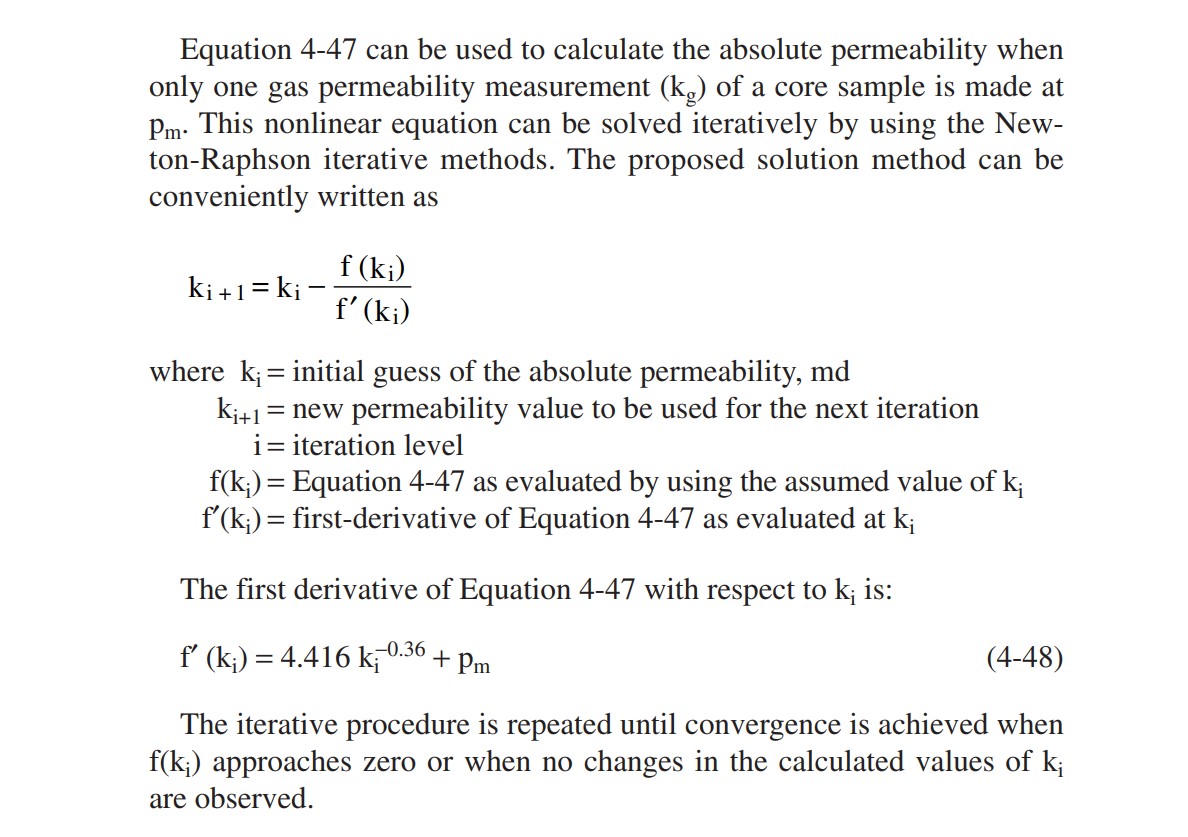 Equation 4-47 can be used to calculate the absolute permeability when
only one gas permeability measurement (kg) of a core sample is made at
pm. This nonlinear equation can be solved iteratively by using the New-
ton-Raphson iterative methods. The proposed solution method can be
conveniently written as
k_{i+1} = k_i − f (k_i) / f′ (k_i)
where k_i = initial guess of the absolute permeability, md
k_{i+1} = new permeability value to be used for the next iteration
i = iteration level
f(k_i) = Equation 4-47 as evaluated by using the assumed value of k_i
f′(k_i) = first-derivative of Equation 4-47 as evaluated at k_i
The first derivative of Equation 4-47 with respect to k_i is:
f′ (k_i) = 4.416 k_i^{−0.36} + p_m (4-48)
The iterative procedure is repeated until convergence is achieved when
f(k_i) approaches zero or when no changes in the calculated values of k_i
are observed.